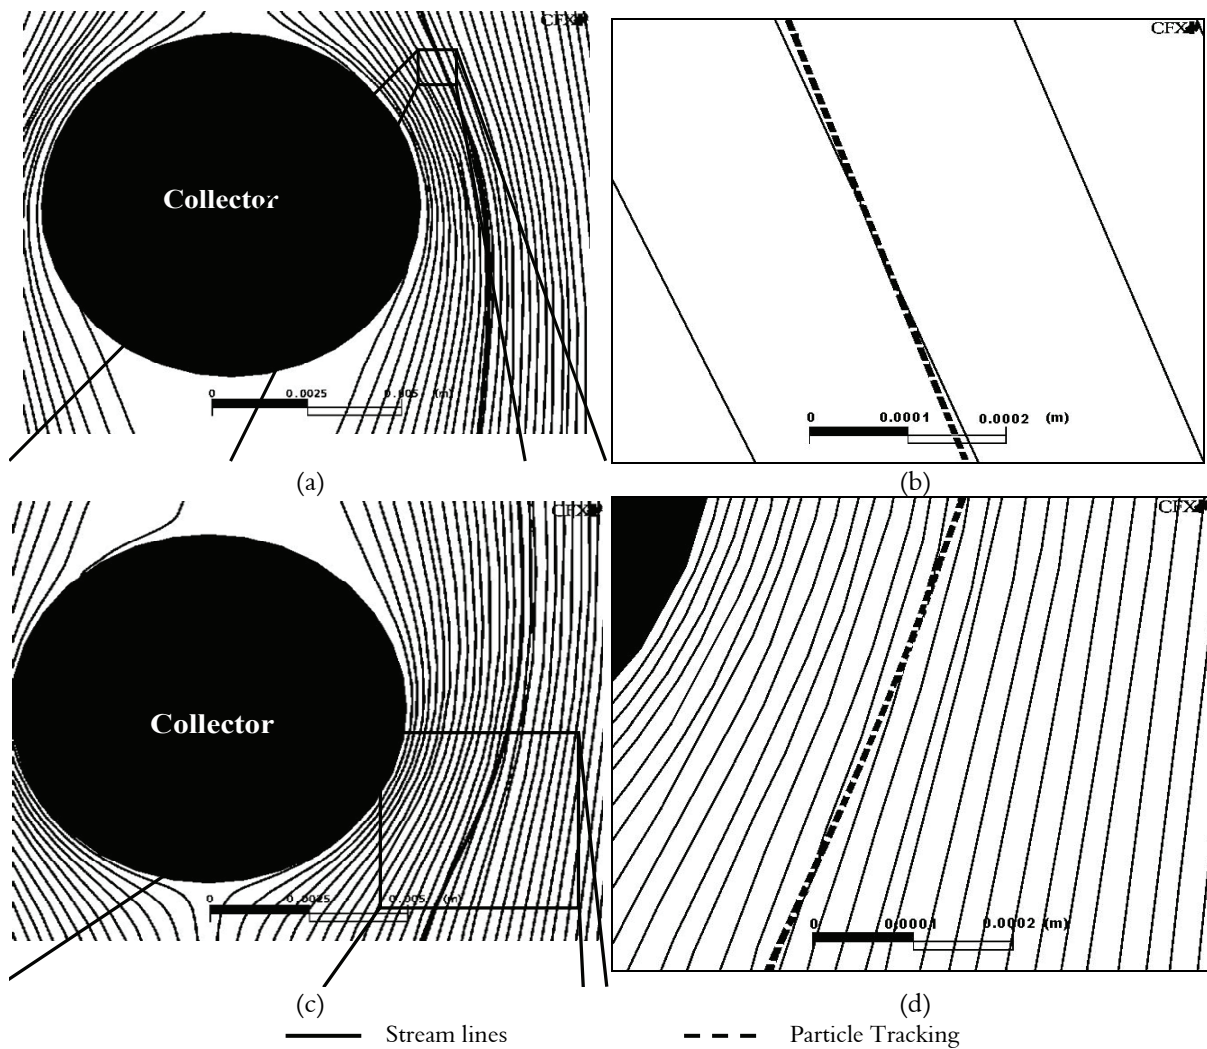 CFX
Collector
0 0.0025 0.005 (m)
(a)
CFX
0 0.0001 0.0002 (m)
(b)
CFX
Collector
0 0.0025 0.005 (m)
(c)
CFX
0 0.0001 0.0002 (m)
(d)
Stream lines Particle Tracking